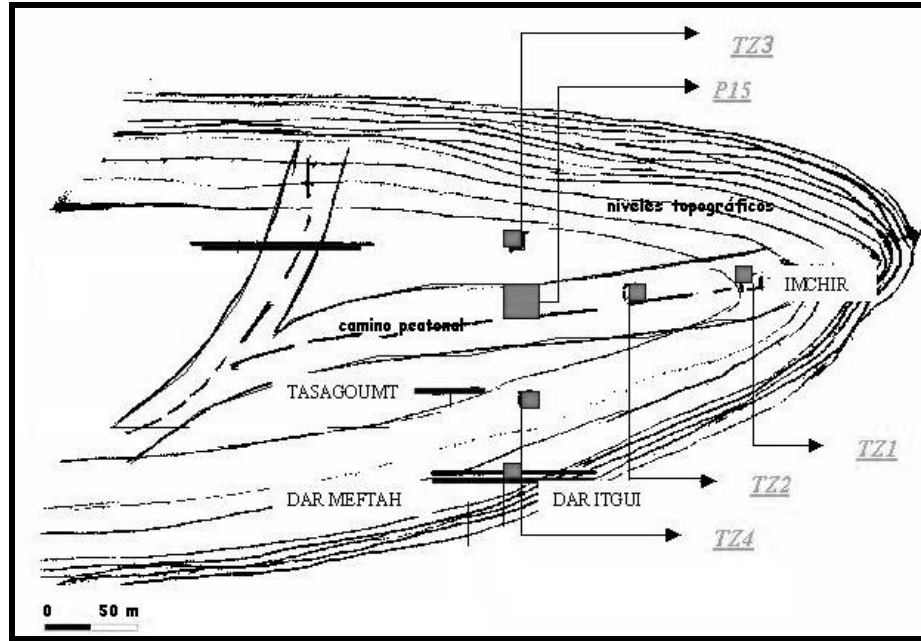 TZ3
P15
niveles topográficos
IMCHIR
camino peatonal
TASAGOUMT
TZ1
DAR MEFTAH
DAR ITGUI
TZ2
TZ4
0 50 m